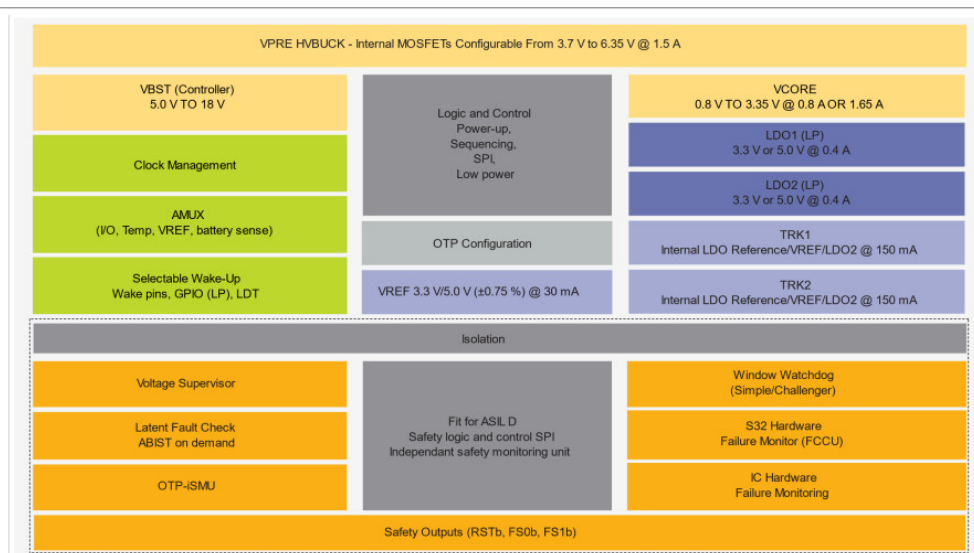 VPRE HVBUCK - Internal MOSFETs Configurable From 3.7 V to 6.35 V @ 1.5 A
VBST (Controller)
5.0 V TO 18 V
Clock Management
AMUX
(I/O, Temp, VREF, battery sense)
Selectable Wake-Up
Wake pins, GPIO (LP), LDT
Logic and Control
Power-up,
Sequencing,
SPI,
Low power
OTP Configuration
VREF 3.3 V/5.0 V (±0.75 %) @ 30 mA
VCORE
0.8 V TO 3.35 V @ 0.8 A OR 1.65 A
LDO1 (LP)
3.3 V or 5.0 V @ 0.4 A
LDO2 (LP)
3.3 V or 5.0 V @ 0.4 A
TRK1
Internal LDO Reference/VREF/LDO2 @ 150 mA
TRK2
Internal LDO Reference/VREF/LDO2 @ 150 mA
Isolation
Voltage Supervisor
Latent Fault Check
ABIST on demand
OTP-iSMU
Fit for ASIL D
Safety logic and control SPI
Independant safety monitoring unit
Window Watchdog
(Simple/Challenger)
S32 Hardware
Failure Monitor (FCCU)
IC Hardware
Failure Monitoring
Safety Outputs (RSTb, FS0b, FS1b)